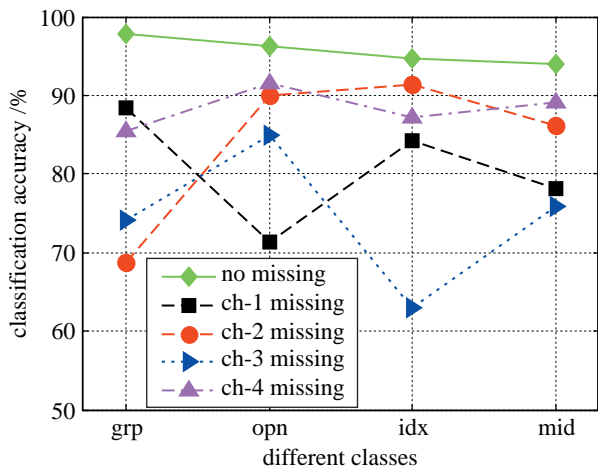 100
90
80
70
60
50
classification accuracy /%
no missing
ch-1 missing
ch-2 missing
ch-3 missing
ch-4 missing
grp opn idx mid
different classes